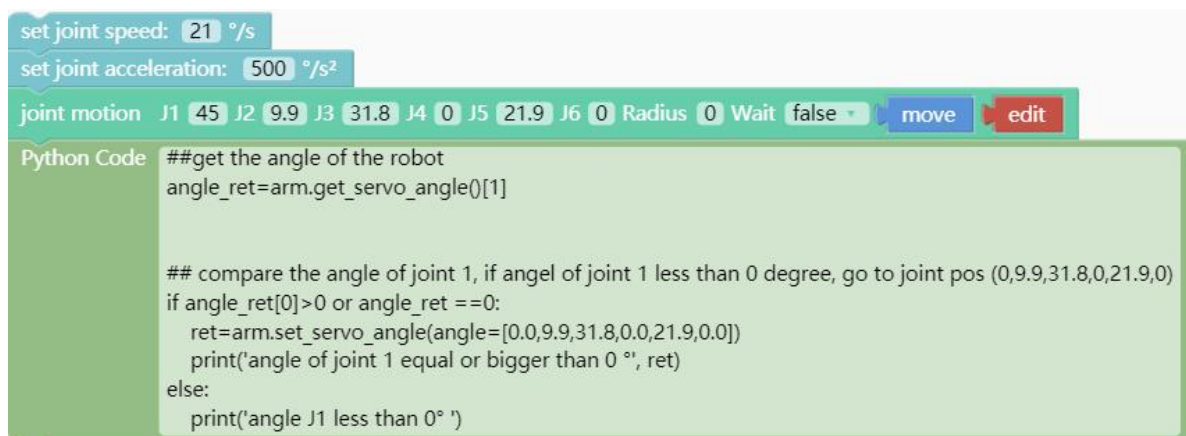 set joint speed: 21 °/s
set joint acceleration: 500 °/s²
joint motion J1 45 J2 9.9 J3 31.8 J4 0 J5 21.9 J6 0 Radius 0 Wait false move edit
Python Code ##get the angle of the robot
angle_ret=arm.get_servo_angle()[1]
## compare the angle of joint 1, if angel of joint 1 less than 0 degree, go to joint pos (0,9.9,31.8,0,21.9,0)
if angle_ret[0]>0 or angle_ret ==0:
ret=arm.set_servo_angle(angle=[0.0,9.9,31.8,0.0,21.9,0.0])
print('angle of joint 1 equal or bigger than 0 °', ret)
else:
print('angle J1 less than 0° ')